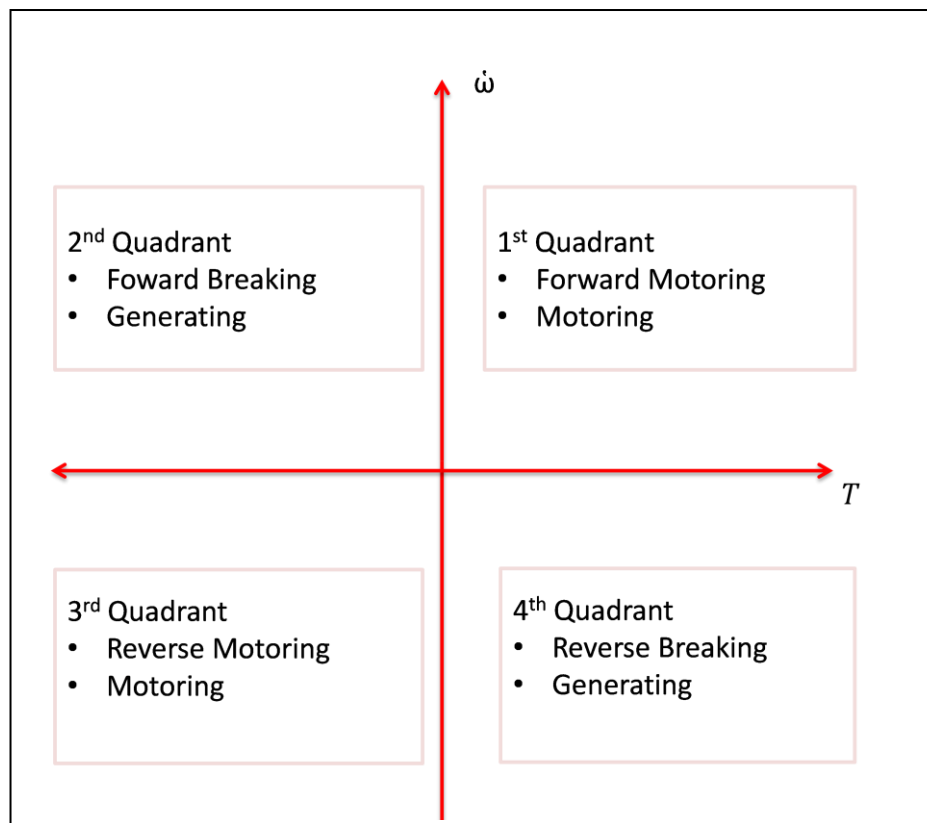 ὡ
2nd Quadrant
• Foward Breaking
• Generating
1st Quadrant
• Forward Motoring
• Motoring
T
3rd Quadrant
• Reverse Motoring
• Motoring
4th Quadrant
• Reverse Breaking
• Generating